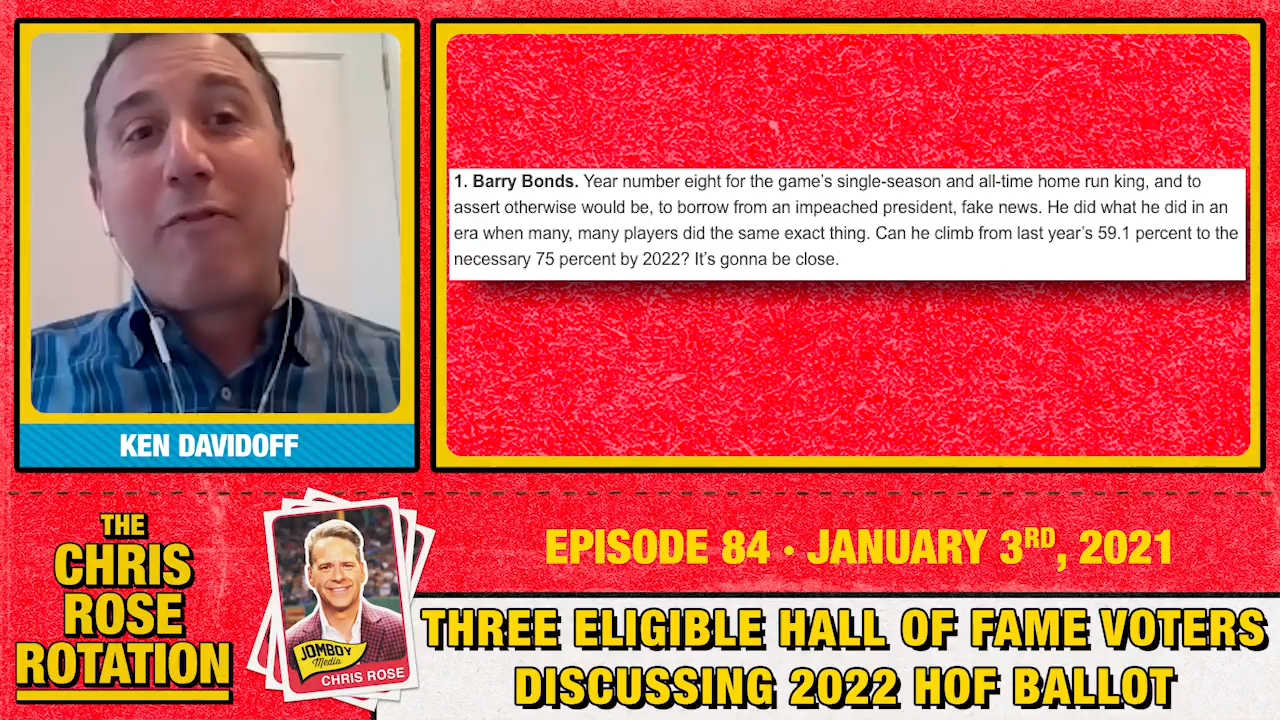 1. Barry Bonds. Year number eight for the game's single-season and all-time home run king, and to
assert otherwise would be, to borrow from an impeached president, fake news. He did what he did in an
era when many, many players did the same exact thing. Can he climb from last year's 59.1 percent to the
necessary 75 percent by 2022? It's gonna be close.
KEN DAVIDOFF
THE
CHRIS
ROSE
ROTATION
JOMBOY
Media
CHRIS ROSE
EPISODE 84 • JANUARY 3RD, 2021
THREE ELIGIBLE HALL OF FAME VOTERS
DISCUSSING 2022 HOF BALLOT